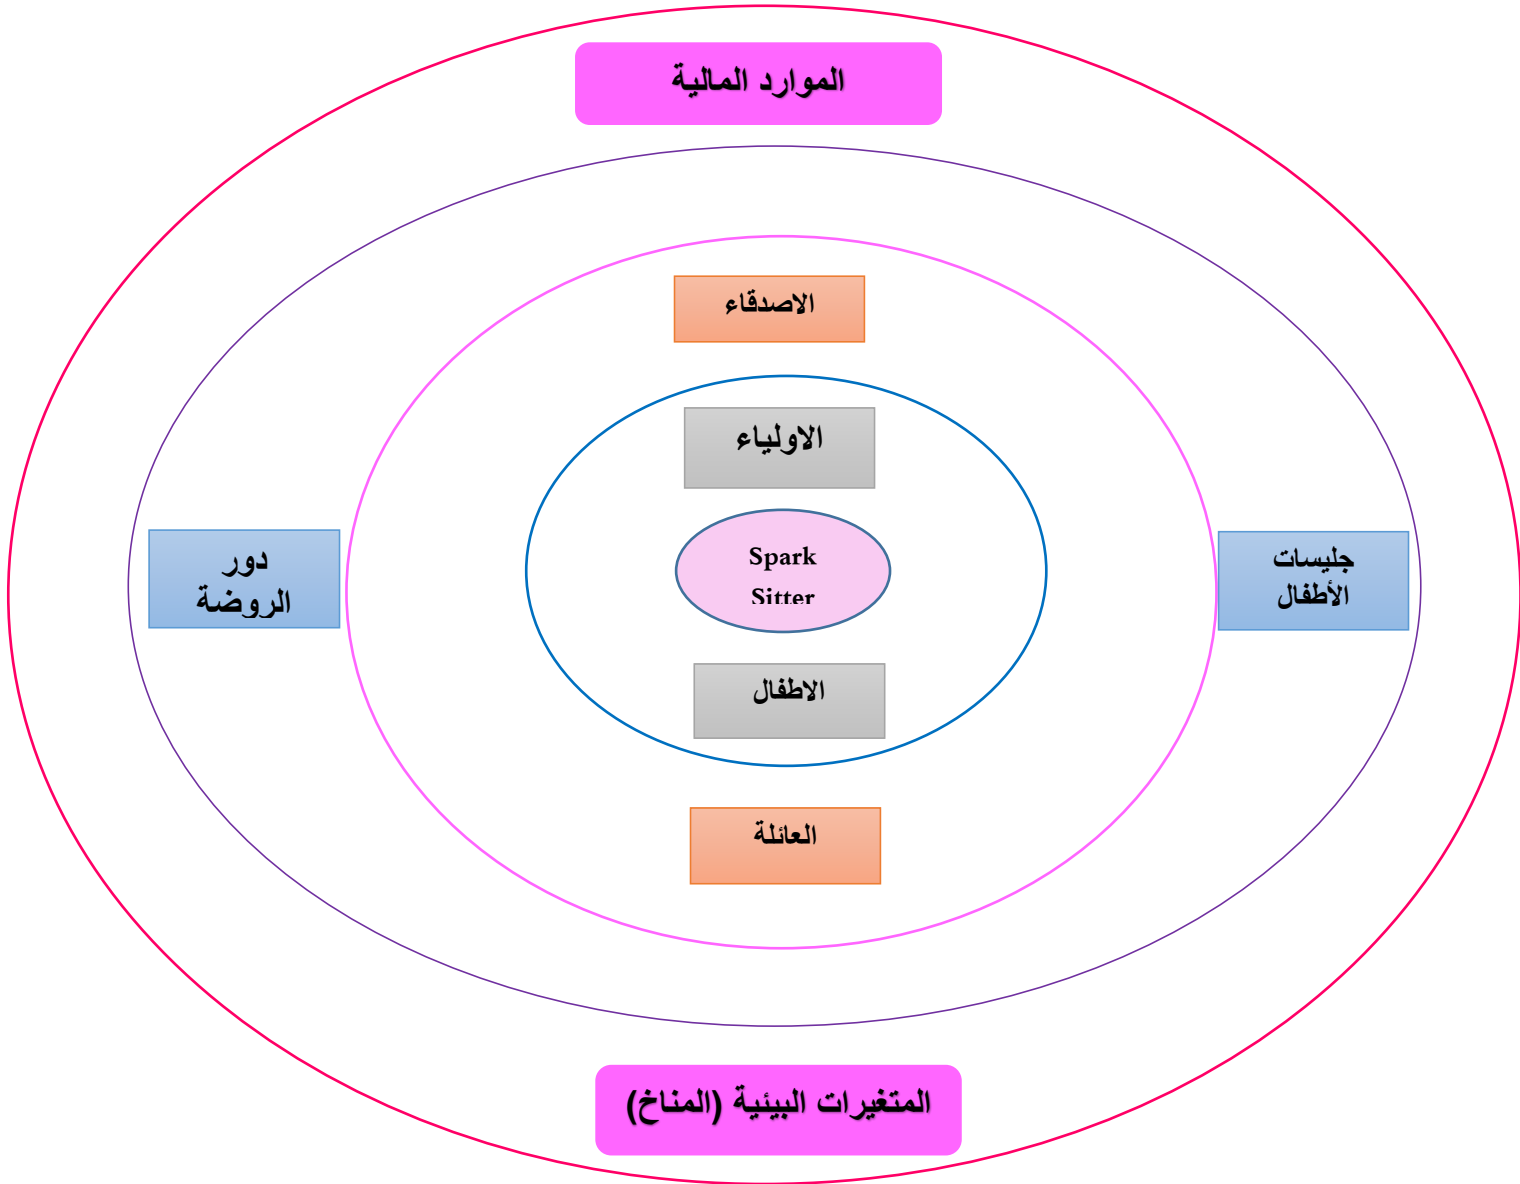 الموارد المالية
الاصدقاء
الاولياء
جليسات
الأطفال
Spark
Sitter
دور
الروضة
الاطفال
العائلة
المتغيرات البيئية (المناخ)